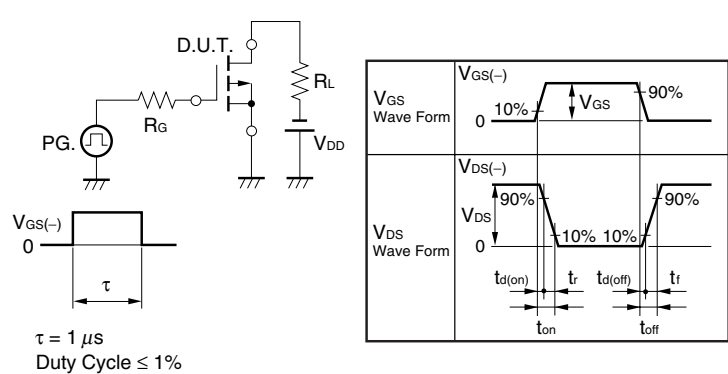 D.U.T.
RL
RG
PG.
VDD
VGS(−)
0
τ
τ = 1 μs
Duty Cycle ≤ 1%
VGS
Wave Form
VGS(−)
10%
VGS
90%
0
VDS
Wave Form
VDS(−)
90%
90%
VDS
10% 10%
0
td(on) tr td(off) tf
ton toff